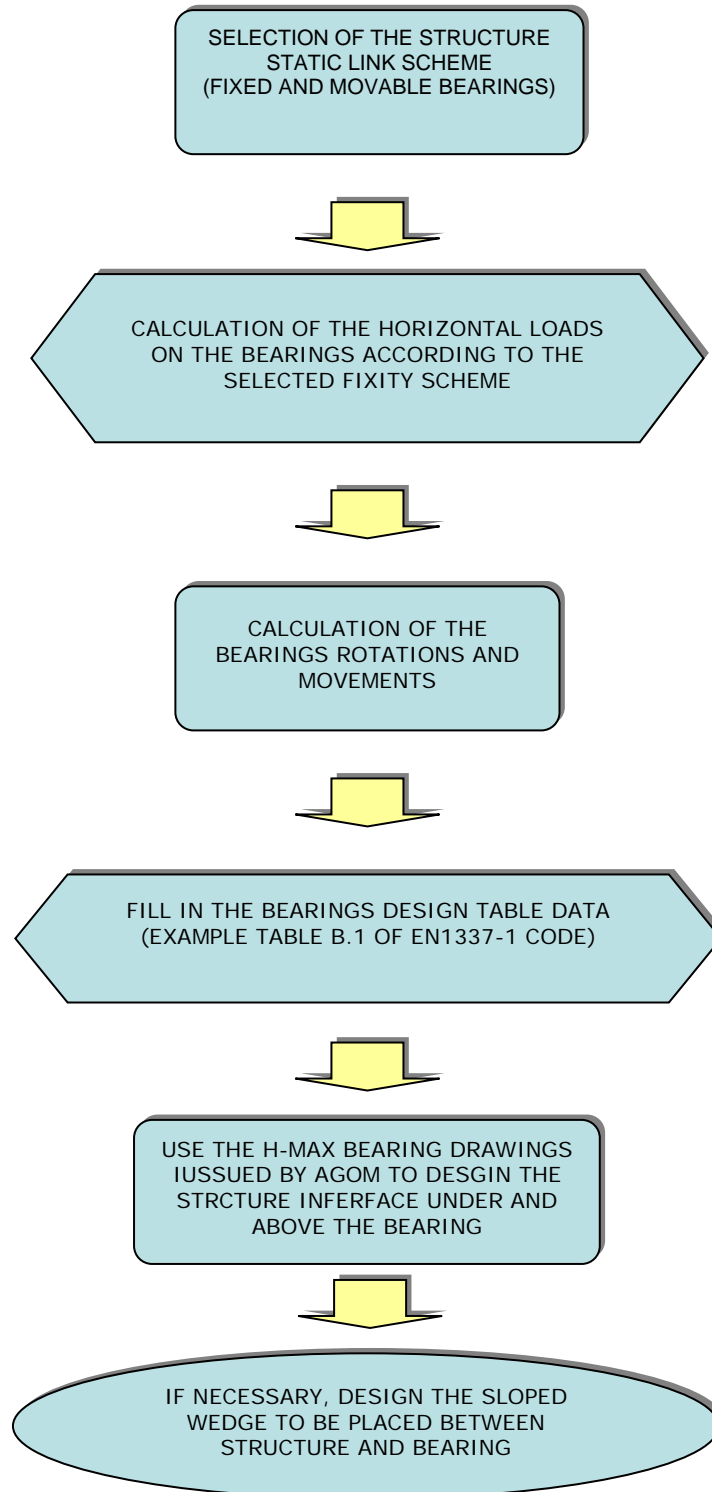 SELECTION OF THE STRUCTURE
STATIC LINK SCHEME
(FIXED AND MOVABLE BEARINGS)
CALCULATION OF THE HORIZONTAL LOADS
ON THE BEARINGS ACCORDING TO THE
SELECTED FIXITY SCHEME
CALCULATION OF THE
BEARINGS ROTATIONS AND
MOVEMENTS
FILL IN THE BEARINGS DESIGN TABLE DATA
(EXAMPLE TABLE B.1 OF EN1337-1 CODE)
USE THE H-MAX BEARING DRAWINGS
IUSSUED BY AGOM TO DESGIN THE
STRCTURE INFERFACE UNDER AND
ABOVE THE BEARING
IF NECESSARY, DESIGN THE SLOPED
WEDGE TO BE PLACED BETWEEN
STRUCTURE AND BEARING